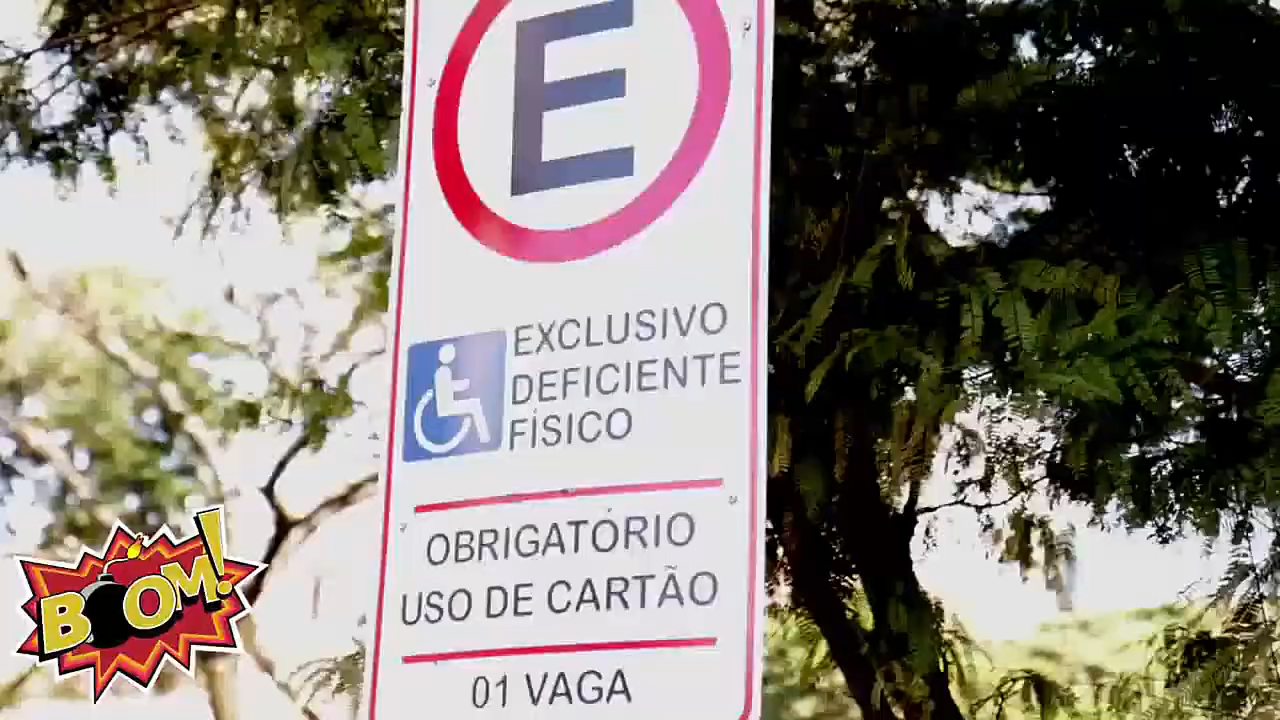 E
EXCLUSIVO
DEFICIENTE
FÍSICO
OBRIGATÓRIO
USO DE CARTÃO
01 VAGA
BOOM!